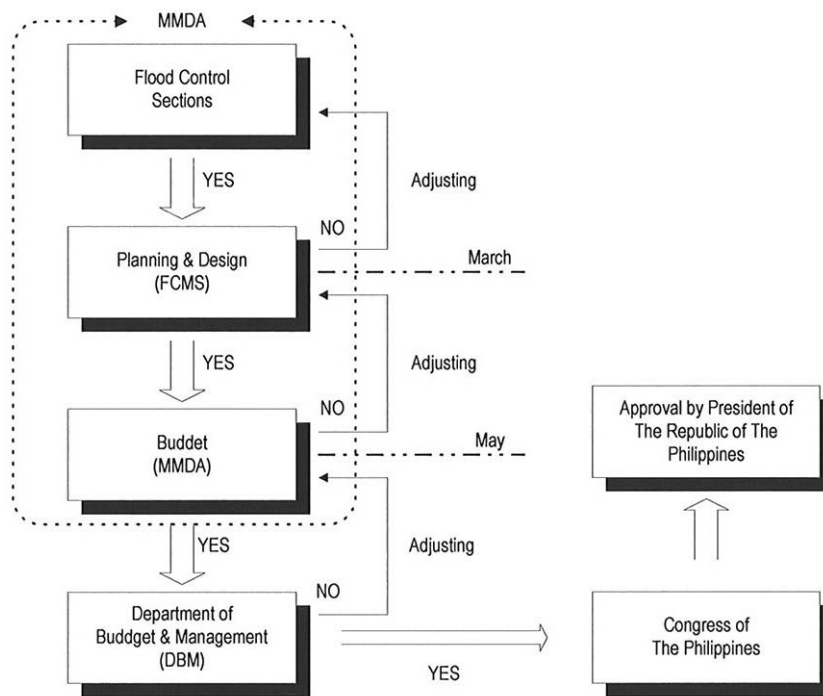 MMDA
Flood Control
Sections
YES
Adjusting
NO
Planning & Design
(FCMS)
March
YES
Adjusting
NO
Buddet
(MMDA)
May
Approval by President of
The Republic of The
Philippines
YES
Adjusting
NO
Department of
Buddget & Management
(DBM)
YES
Congress of
The Philippines